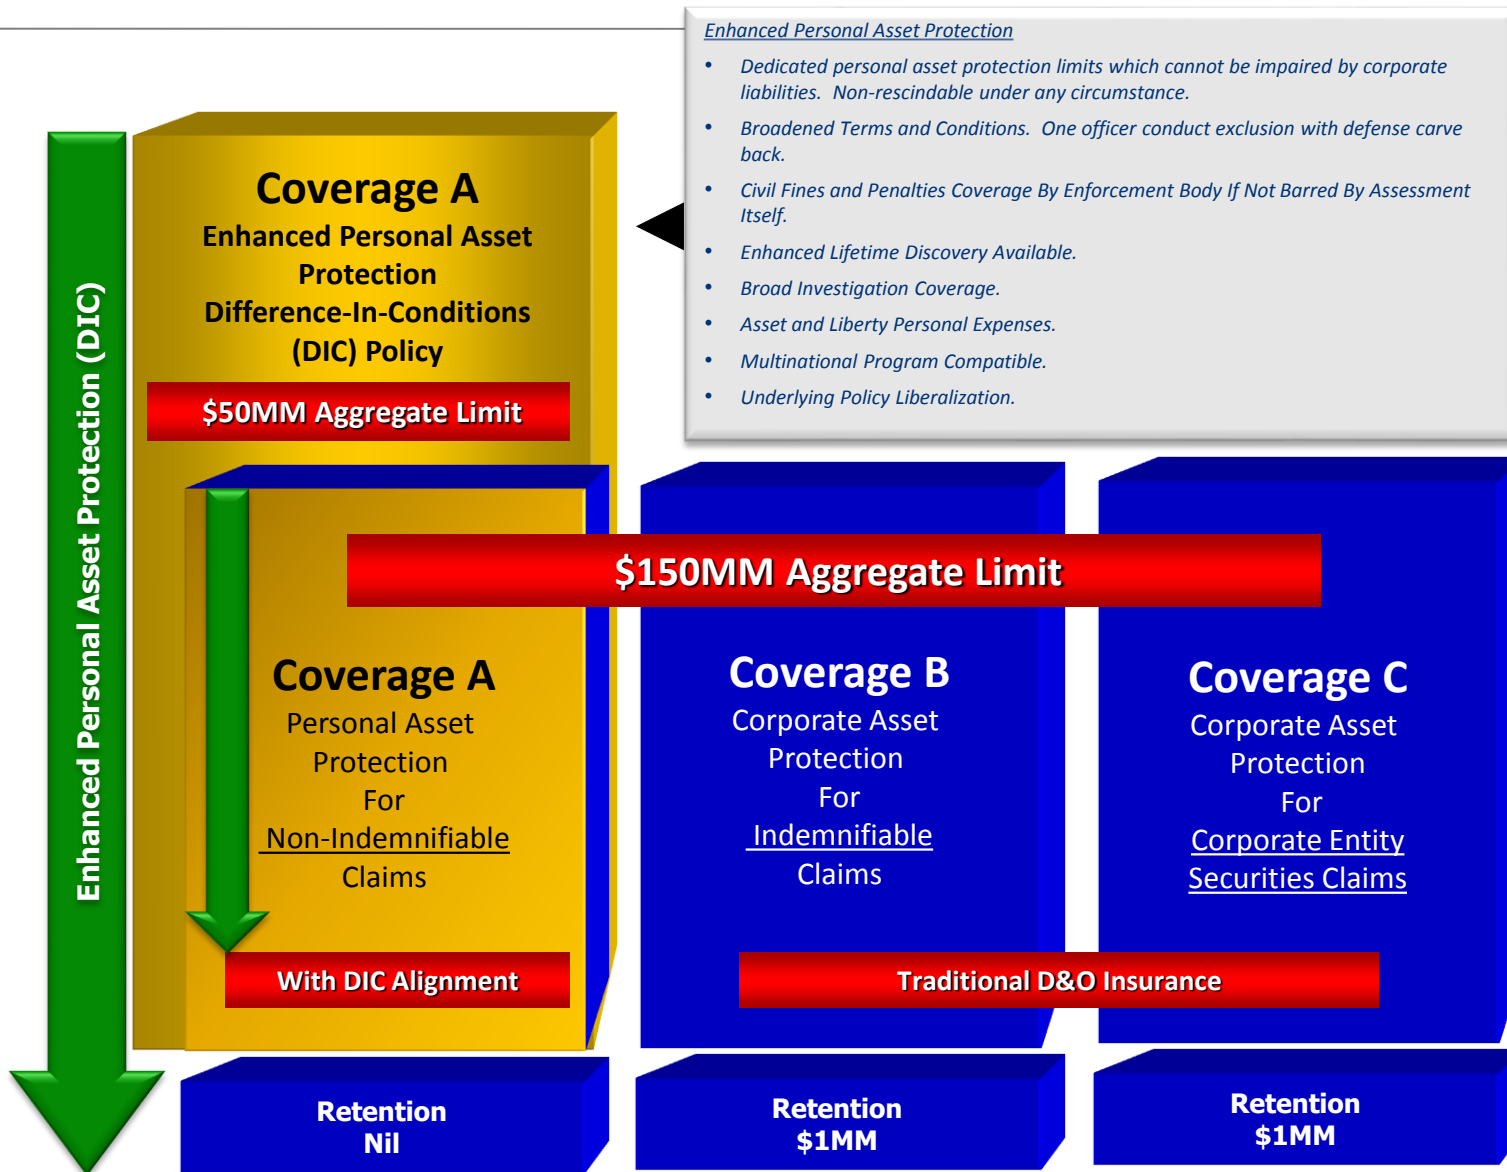 Enhanced Personal Asset Protection
• Dedicated personal asset protection limits which cannot be impaired by corporate
liabilities. Non-rescindable under any circumstance.
• Broadened Terms and Conditions. One officer conduct exclusion with defense carve
back.
• Civil Fines and Penalties Coverage By Enforcement Body If Not Barred By Assessment
Itself.
• Enhanced Lifetime Discovery Available.
• Broad Investigation Coverage.
• Asset and Liberty Personal Expenses.
• Multinational Program Compatible.
• Underlying Policy Liberalization.
Enhanced Personal Asset Protection (DIC)
Coverage A
Enhanced Personal Asset
Protection
Difference-In-Conditions
(DIC) Policy
$50MM Aggregate Limit
$150MM Aggregate Limit
Coverage A
Personal Asset
Protection
For
Non-Indemnifiable
Claims
With DIC Alignment
Coverage B
Corporate Asset
Protection
For
Indemnifiable
Claims
Coverage C
Corporate Asset
Protection
For
Corporate Entity
Securities Claims
Traditional D&O Insurance
Retention
Nil
Retention
$1MM
Retention
$1MM